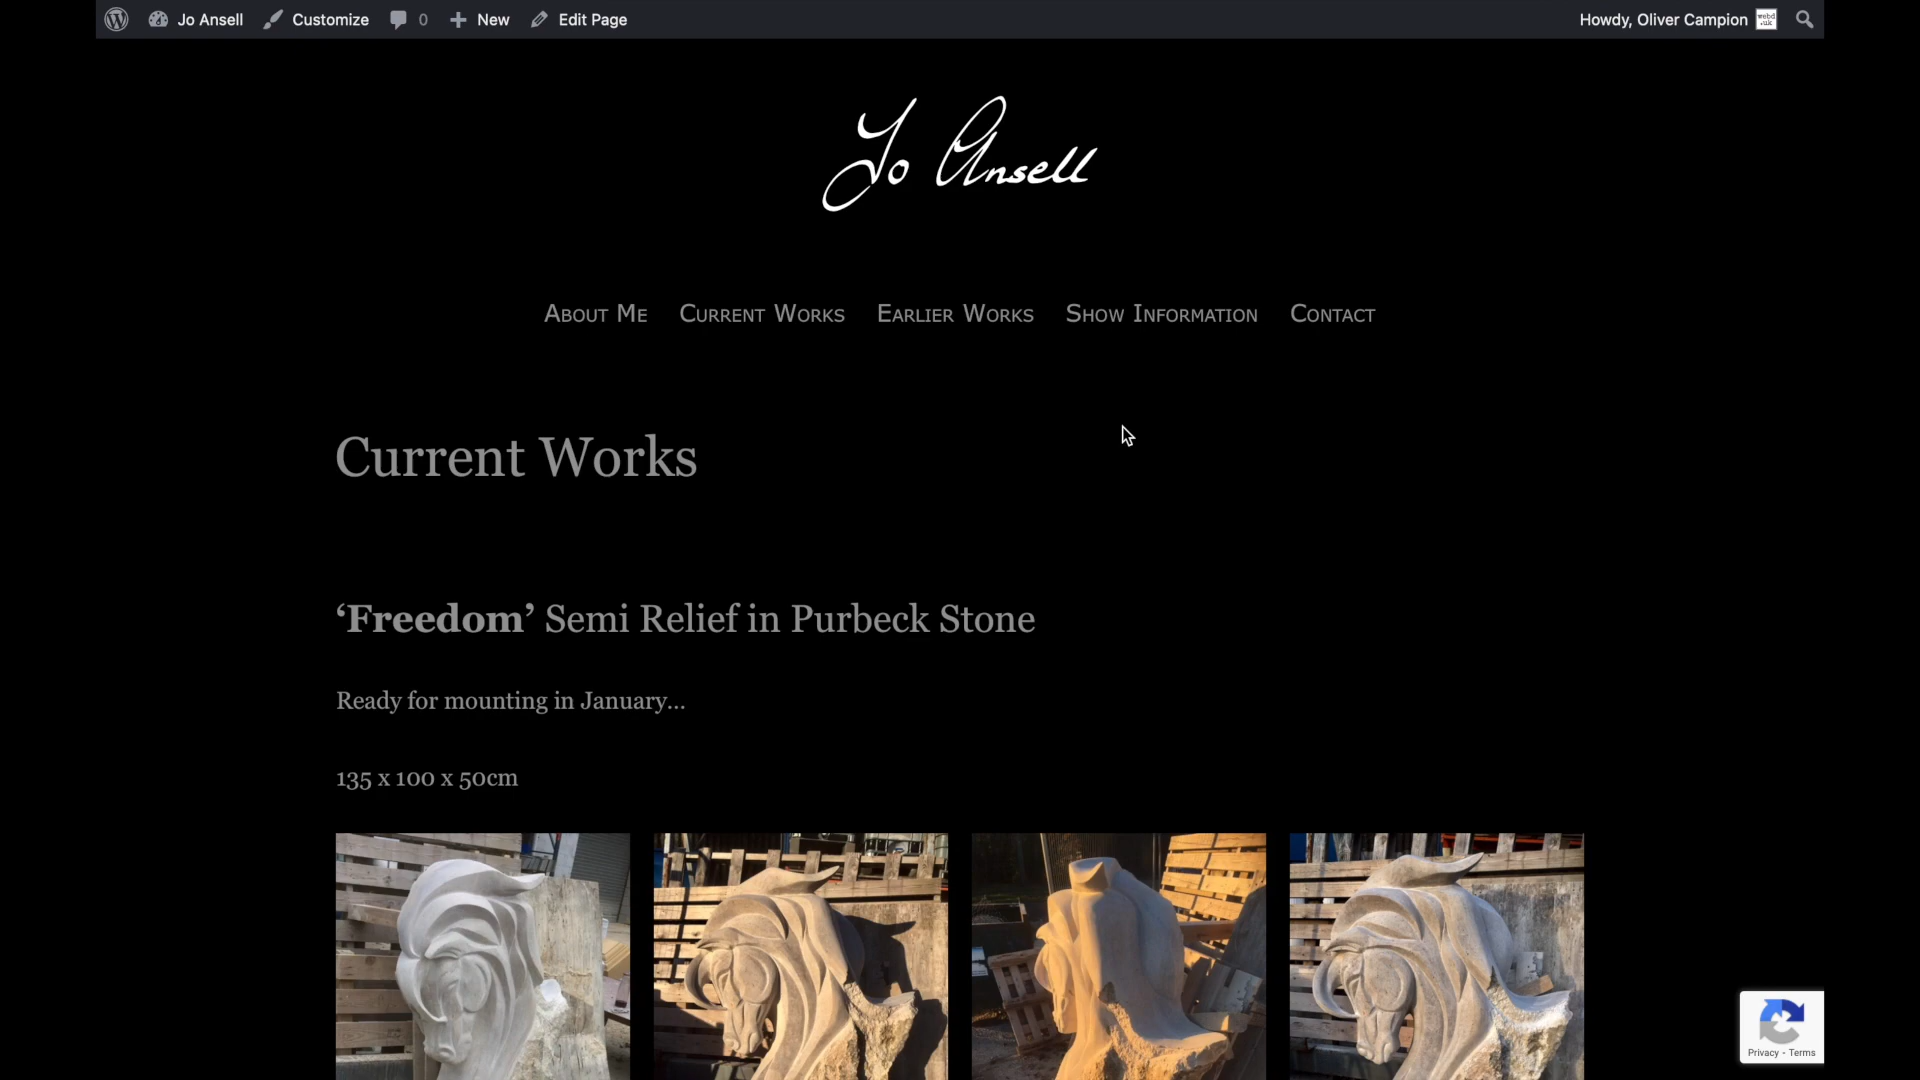 Jo Ansell Customize 0 New Edit Page Howdy, Oliver Campion webd .uk
Jo Ansell
About Me Current Works Earlier Works Show Information Contact
Current Works
‘Freedom’ Semi Relief in Purbeck Stone
Ready for mounting in January…
135 x 100 x 50cm
Privacy - Terms